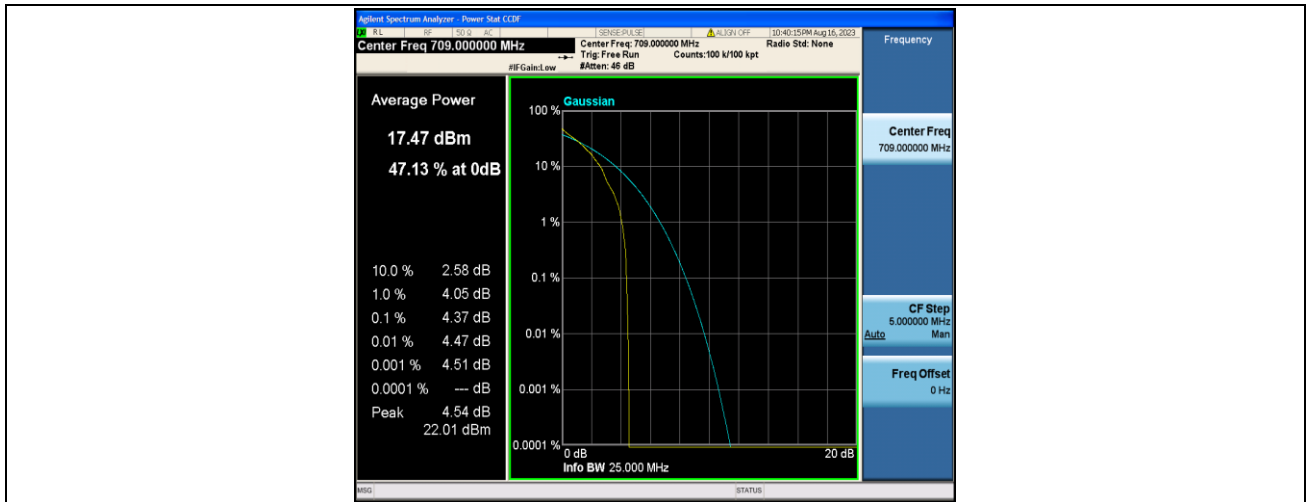 Agilent Spectrum Analyzer - Power Stat CCDF
RL RF 50 Ω AC SENSE:PULSE ALIGN OFF 10:40:15PM Aug 16, 2023
Center Freq 709.000000 MHz
Center Freq: 709.000000 MHz Radio Std: None
Trig: Free Run Counts:100 k/100 kpt
#IFGain:Low #Atten: 46 dB
Frequency
Average Power
17.47 dBm
47.13 % at 0dB
10.0 % 2.58 dB
1.0 % 4.05 dB
0.1 % 4.37 dB
0.01 % 4.47 dB
0.001 % 4.51 dB
0.0001 % --- dB
Peak 4.54 dB
22.01 dBm
Gaussian
100 %
10 %
1 %
0.1 %
0.01 %
0.001 %
0.0001 %
0 dB 20 dB
Info BW 25.000 MHz
Center Freq
709.000000 MHz
CF Step
5.000000 MHz
Auto Man
Freq Offset
0 Hz
MSG STATUS